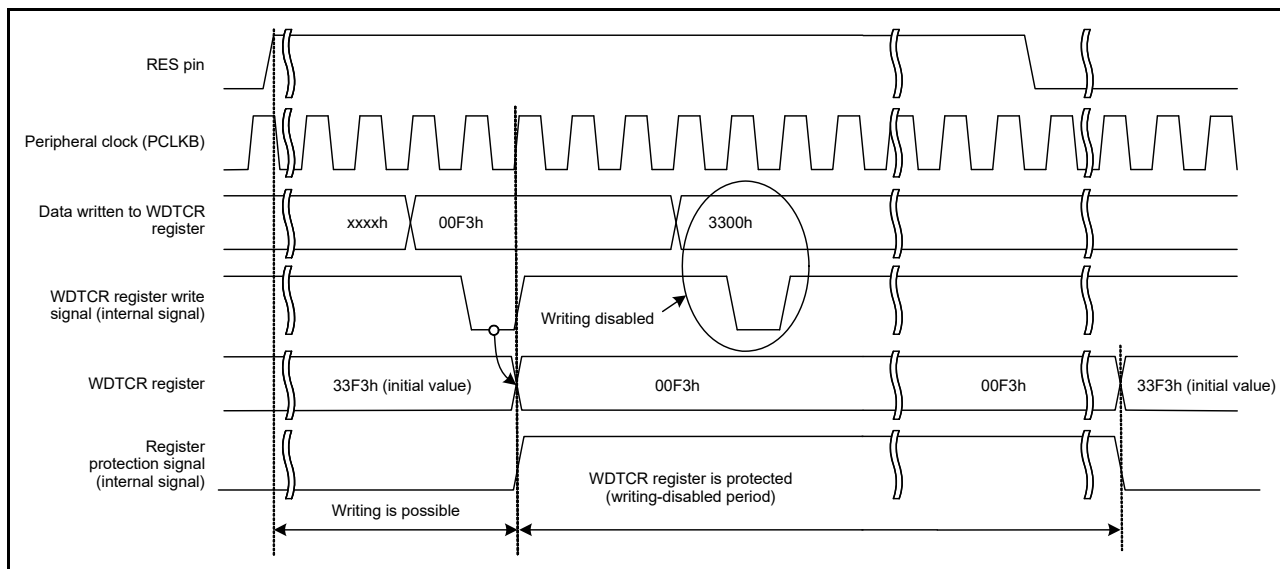 RES pin
Peripheral clock (PCLKB)
Data written to WDTCR
register
xxxxh
00F3h
3300h
WDTCR register write
signal (internal signal)
Writing disabled
WDTCR register
33F3h (initial value)
00F3h
00F3h
33F3h (initial value)
Register
protection signal
(internal signal)
WDTCR register is protected
(writing-disabled period)
Writing is possible